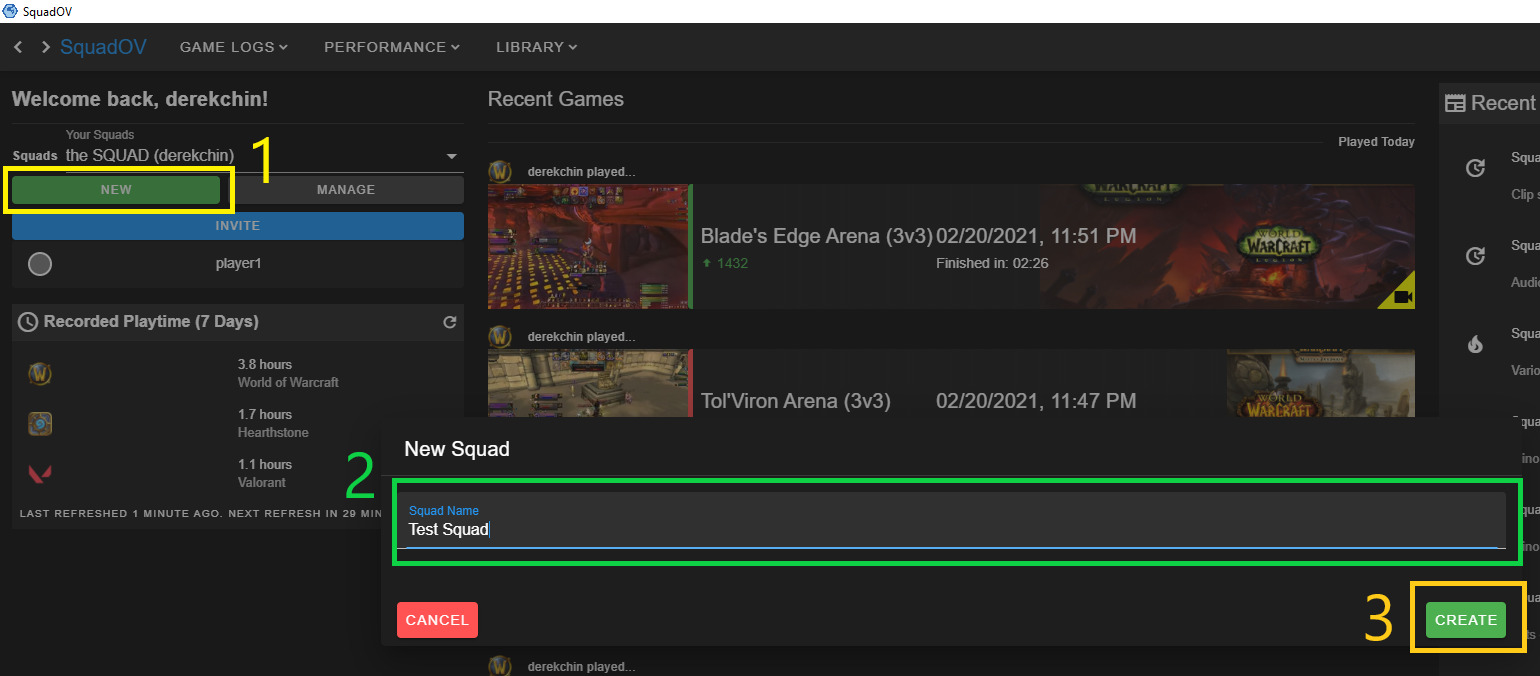 SquadOV
SquadOV GAME LOGS PERFORMANCE LIBRARY
Welcome back, derekchin!
Your Squads
Squads the SQUAD (derekchin)
1
NEW MANAGE
INVITE
player1
Recorded Playtime (7 Days)
3.8 hours
World of Warcraft
1.7 hours
Hearthstone
1.1 hours
Valorant
LAST REFRESHED 1 MINUTE AGO. NEXT REFRESH IN 29 MIN
Recent Games
Played Today
derekchin played...
Blade's Edge Arena (3v3) 02/20/2021, 11:51 PM
1432 Finished in: 02:26
WARCRAFT
LEGION
WORLD
WARCRAFT
LEGION
derekchin played...
Tol'Viron Arena (3v3) 02/20/2021, 11:47 PM
WORLD
WARCRAFT
2
New Squad
Squad Name
Test Squad
CANCEL
3
CREATE
derekchin played...
Recent
Squa
Clip s
Squa
Audi
Squa
Vario